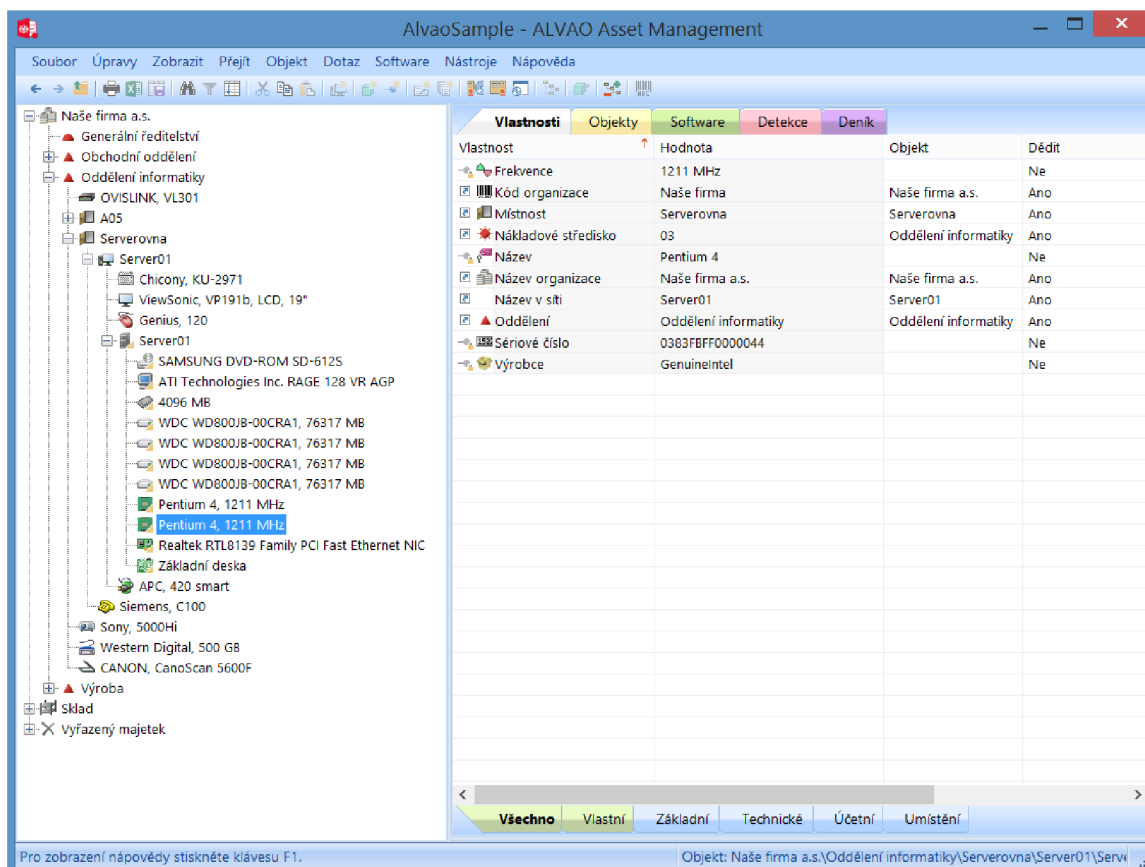 AlvaoSample - ALVAO Asset Management
Soubor Úpravy Zobrazit Přejít Objekt Dotaz Software Nástroje Nápověda
Naše firma a.s.
Generální ředitelství
Obchodní oddělení
Oddělení informatiky
OVISLINK, VL301
A05
Serverovna
Server01
Chicony, KU-2971
ViewSonic, VP191b, LCD, 19"
Genius, 120
Server01
SAMSUNG DVD-ROM SD-612S
ATI Technologies Inc. RAGE 128 VR AGP
4096 MB
WDC WD800JB-00CRA1, 76317 MB
WDC WD800JB-00CRA1, 76317 MB
WDC WD800JB-00CRA1, 76317 MB
WDC WD800JB-00CRA1, 76317 MB
Pentium 4, 1211 MHz
Pentium 4, 1211 MHz
Realtek RTL8139 Family PCI Fast Ethernet NIC
Základní deska
APC, 420 smart
Siemens, C100
Sony, 5000Hi
Western Digital, 500 GB
CANON, CanoScan 5600F
Výroba
Sklad
Vyřazený majetek
Vlastnosti Objekty Software Detekce Deník
Vlastnost Hodnota Objekt Dědit
Frekvence 1211 MHz Ne
Kód organizace Naše firma Naše firma a.s. Ano
Místnost Serverovna Serverovna Ano
Nákladové středisko 03 Oddělení informatiky Ano
Název Pentium 4 Ne
Název organizace Naše firma a.s. Naše firma a.s. Ano
Název v síti Server01 Server01 Ano
Oddělení Oddělení informatiky Oddělení informatiky Ano
Sériové číslo 0383FBFF0000044 Ne
Výrobce GenuineIntel Ne
Všechno Vlastní Základní Technické Účetní Umístění
Pro zobrazení nápovědy stiskněte klávesu F1. Objekt: Naše firma a.s.\Oddělení informatiky\Serverovna\Server01\Serv